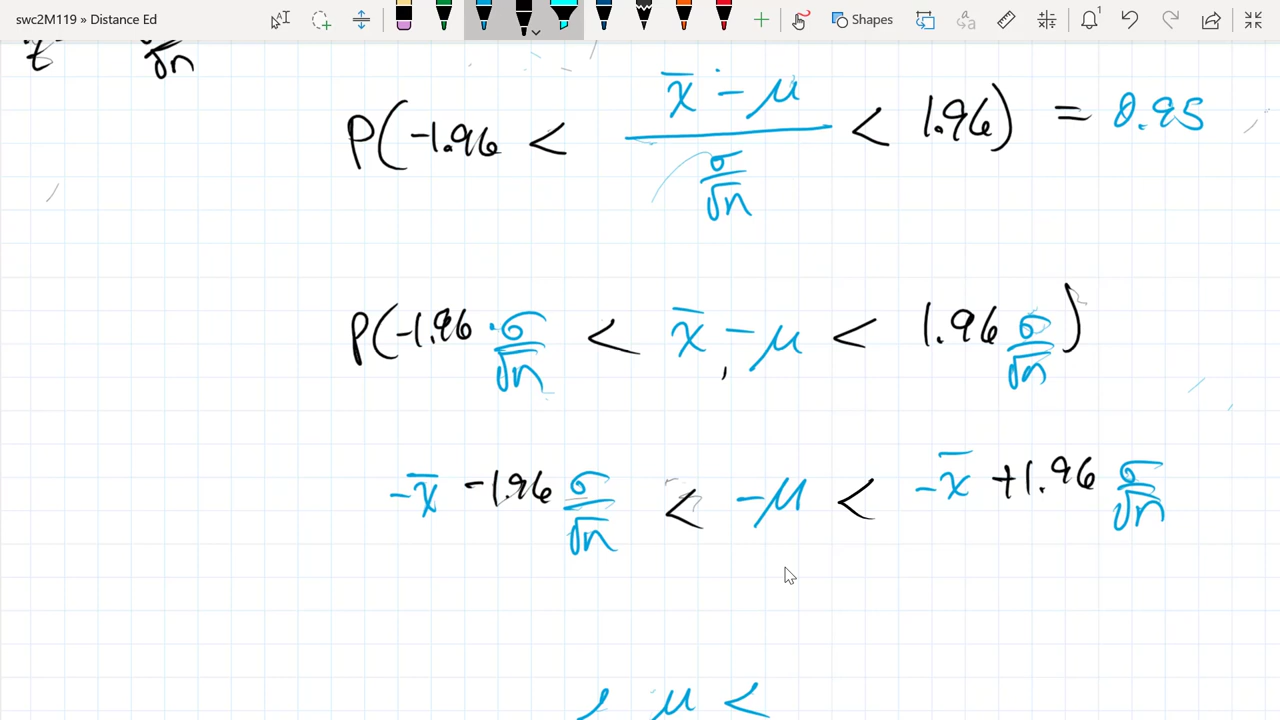 swc2M119 » Distance Ed
Shapes
z σ/√n
P(-1.96 < (x̄ - μ)/(σ/√n) < 1.96) = 0.95
P(-1.96 · σ/√n < x̄ - μ < 1.96 σ/√n)
-x̄ -1.96 σ/√n < -μ < -x̄ +1.96 σ/√n
< μ <